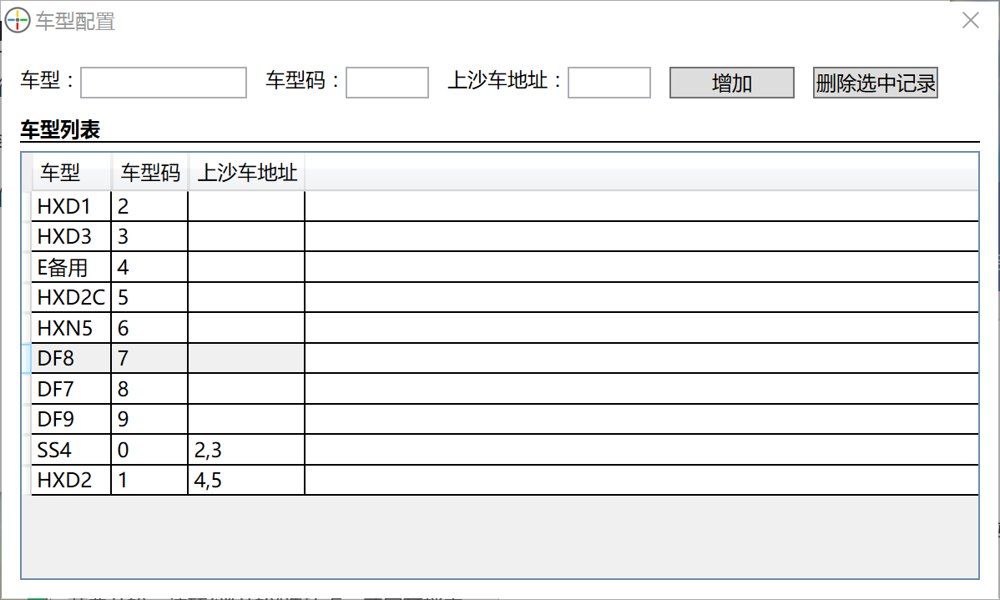 车型配置
车型： 车型码： 上沙车地址： 增加 删除选中记录
车型列表
车型 车型码 上沙车地址
HXD1 2
HXD3 3
E备用 4
HXD2C 5
HXN5 6
DF8 7
DF7 8
DF9 9
SS4 0 2,3
HXD2 1 4,5